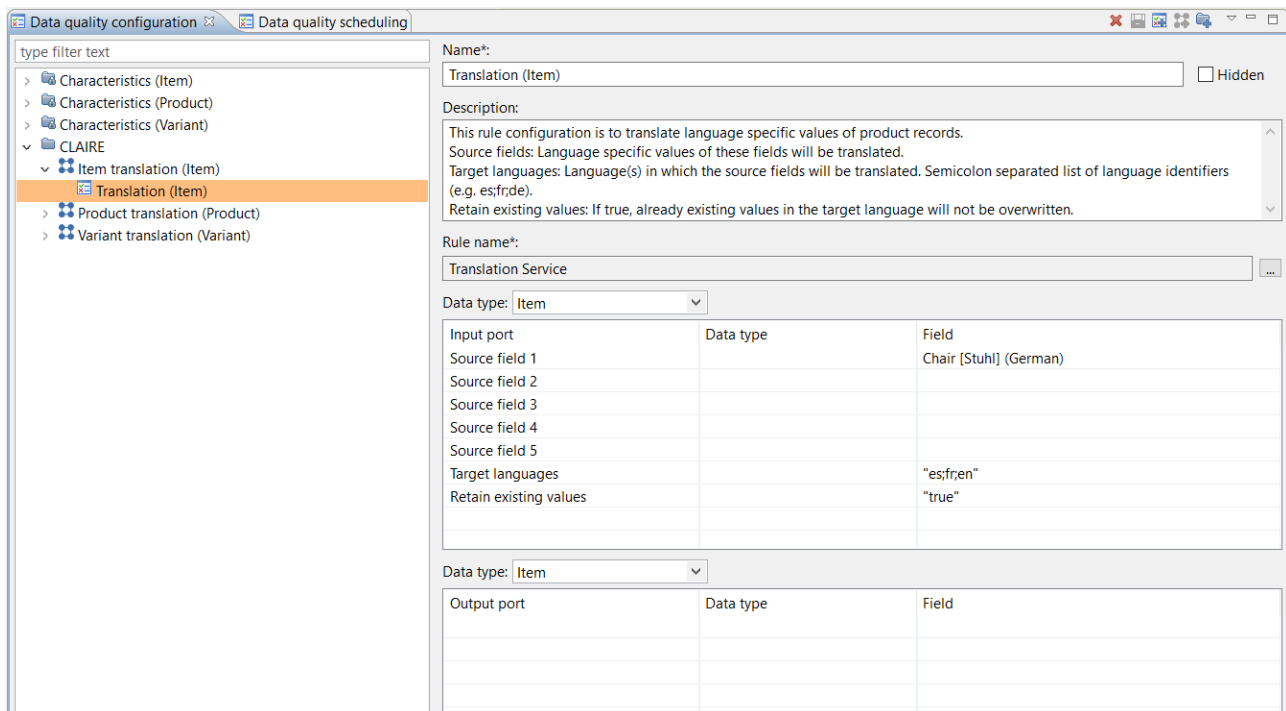 Data quality configuration
Data quality scheduling
type filter text
Characteristics (Item)
Characteristics (Product)
Characteristics (Variant)
CLAIRE
Item translation (Item)
Translation (Item)
Product translation (Product)
Variant translation (Variant)
Name*:
Translation (Item)
Hidden
Description:
This rule configuration is to translate language specific values of product records.
Source fields: Language specific values of these fields will be translated.
Target languages: Language(s) in which the source fields will be translated. Semicolon separated list of language identifiers
(e.g. es;fr;de).
Retain existing values: If true, already existing values in the target language will not be overwritten.
Rule name*:
Translation Service
...
Data type: Item
Input port Data type Field
Source field 1 Chair [Stuhl] (German)
Source field 2
Source field 3
Source field 4
Source field 5
Target languages "es;fr;en"
Retain existing values "true"
Data type: Item
Output port Data type Field